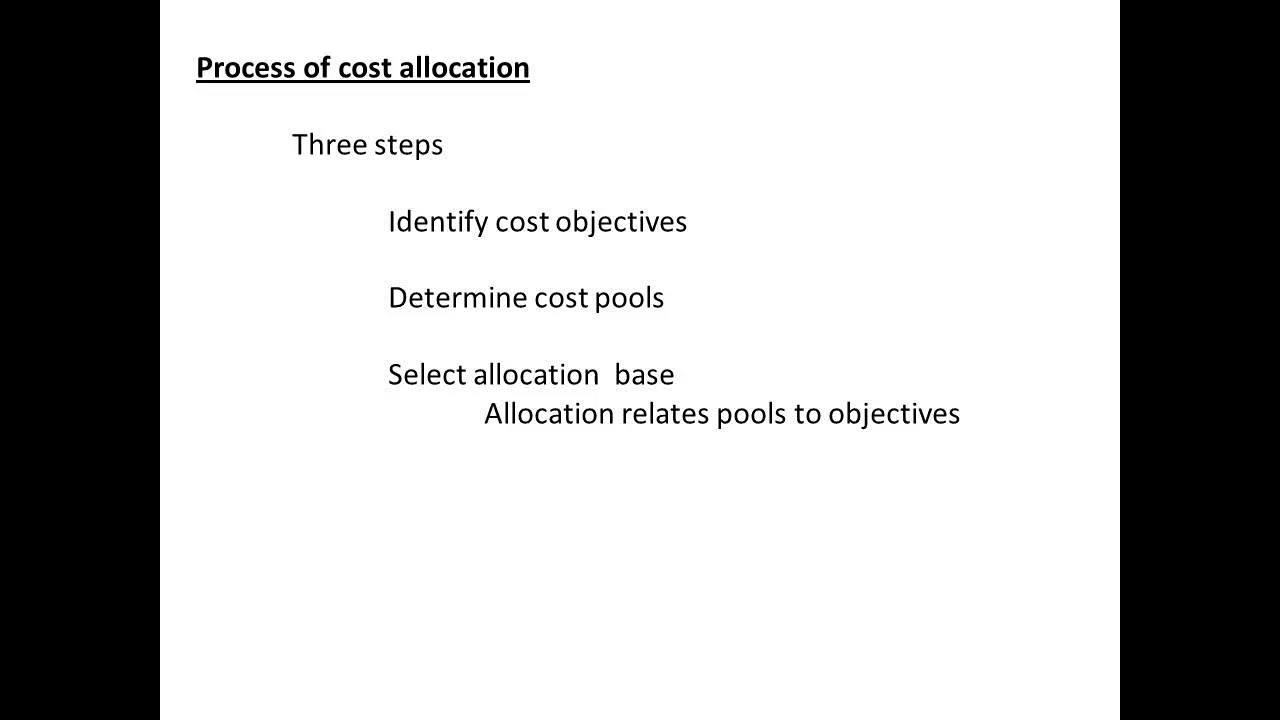 Process of cost allocation
Three steps
Identify cost objectives
Determine cost pools
Select allocation  base
Allocation relates pools to objectives